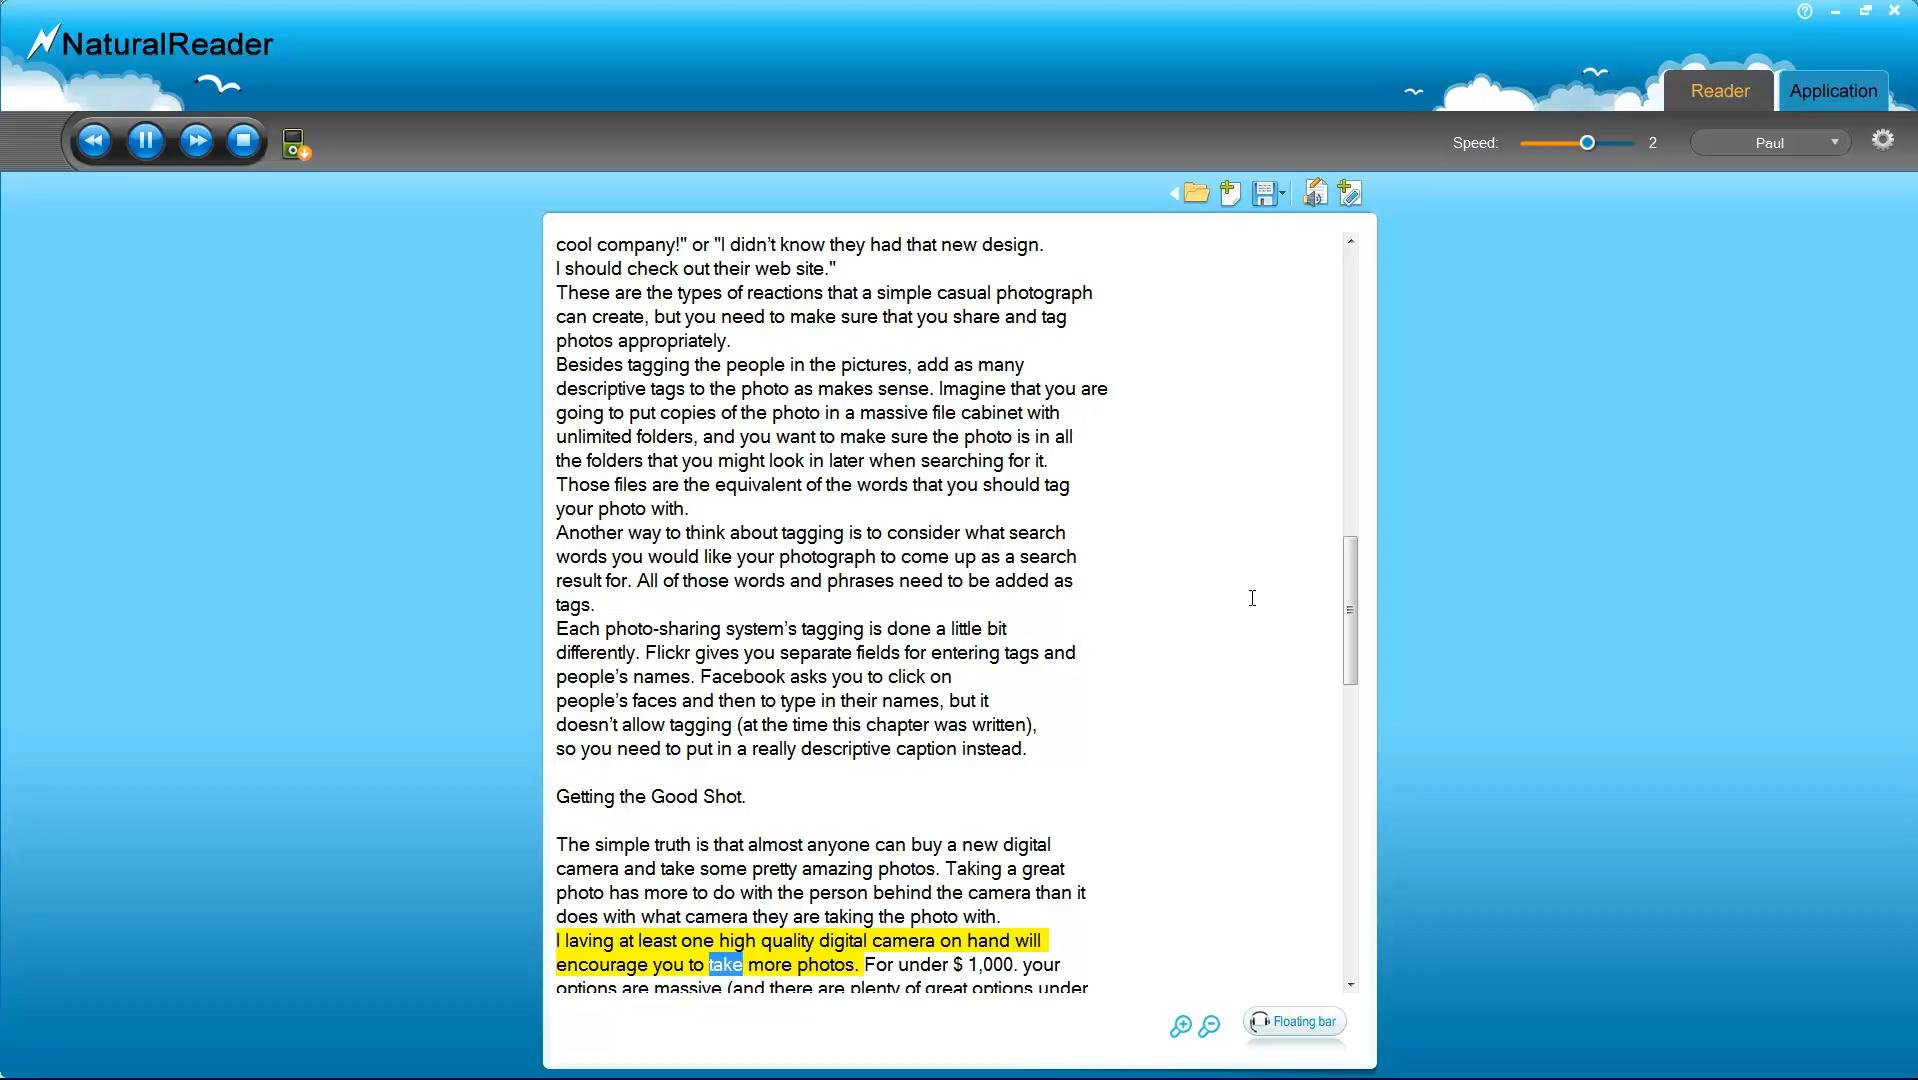 NaturalReader
Reader
Application
Speed:
2
Paul
cool company!" or "I didn’t know they had that new design.
I should check out their web site."
These are the types of reactions that a simple casual photograph
can create, but you need to make sure that you share and tag
photos appropriately.
Besides tagging the people in the pictures, add as many
descriptive tags to the photo as makes sense. Imagine that you are
going to put copies of the photo in a massive file cabinet with
unlimited folders, and you want to make sure the photo is in all
the folders that you might look in later when searching for it.
Those files are the equivalent of the words that you should tag
your photo with.
Another way to think about tagging is to consider what search
words you would like your photograph to come up as a search
result for. All of those words and phrases need to be added as
tags.
Each photo-sharing system’s tagging is done a little bit
differently. Flickr gives you separate fields for entering tags and
people’s names. Facebook asks you to click on
people’s faces and then to type in their names, but it
doesn’t allow tagging (at the time this chapter was written),
so you need to put in a really descriptive caption instead.
Getting the Good Shot.
The simple truth is that almost anyone can buy a new digital
camera and take some pretty amazing photos. Taking a great
photo has more to do with the person behind the camera than it
does with what camera they are taking the photo with.
I laving at least one high quality digital camera on hand will
encourage you to take more photos. For under $ 1,000. your
options are massive (and there are plenty of great options under
Floating bar